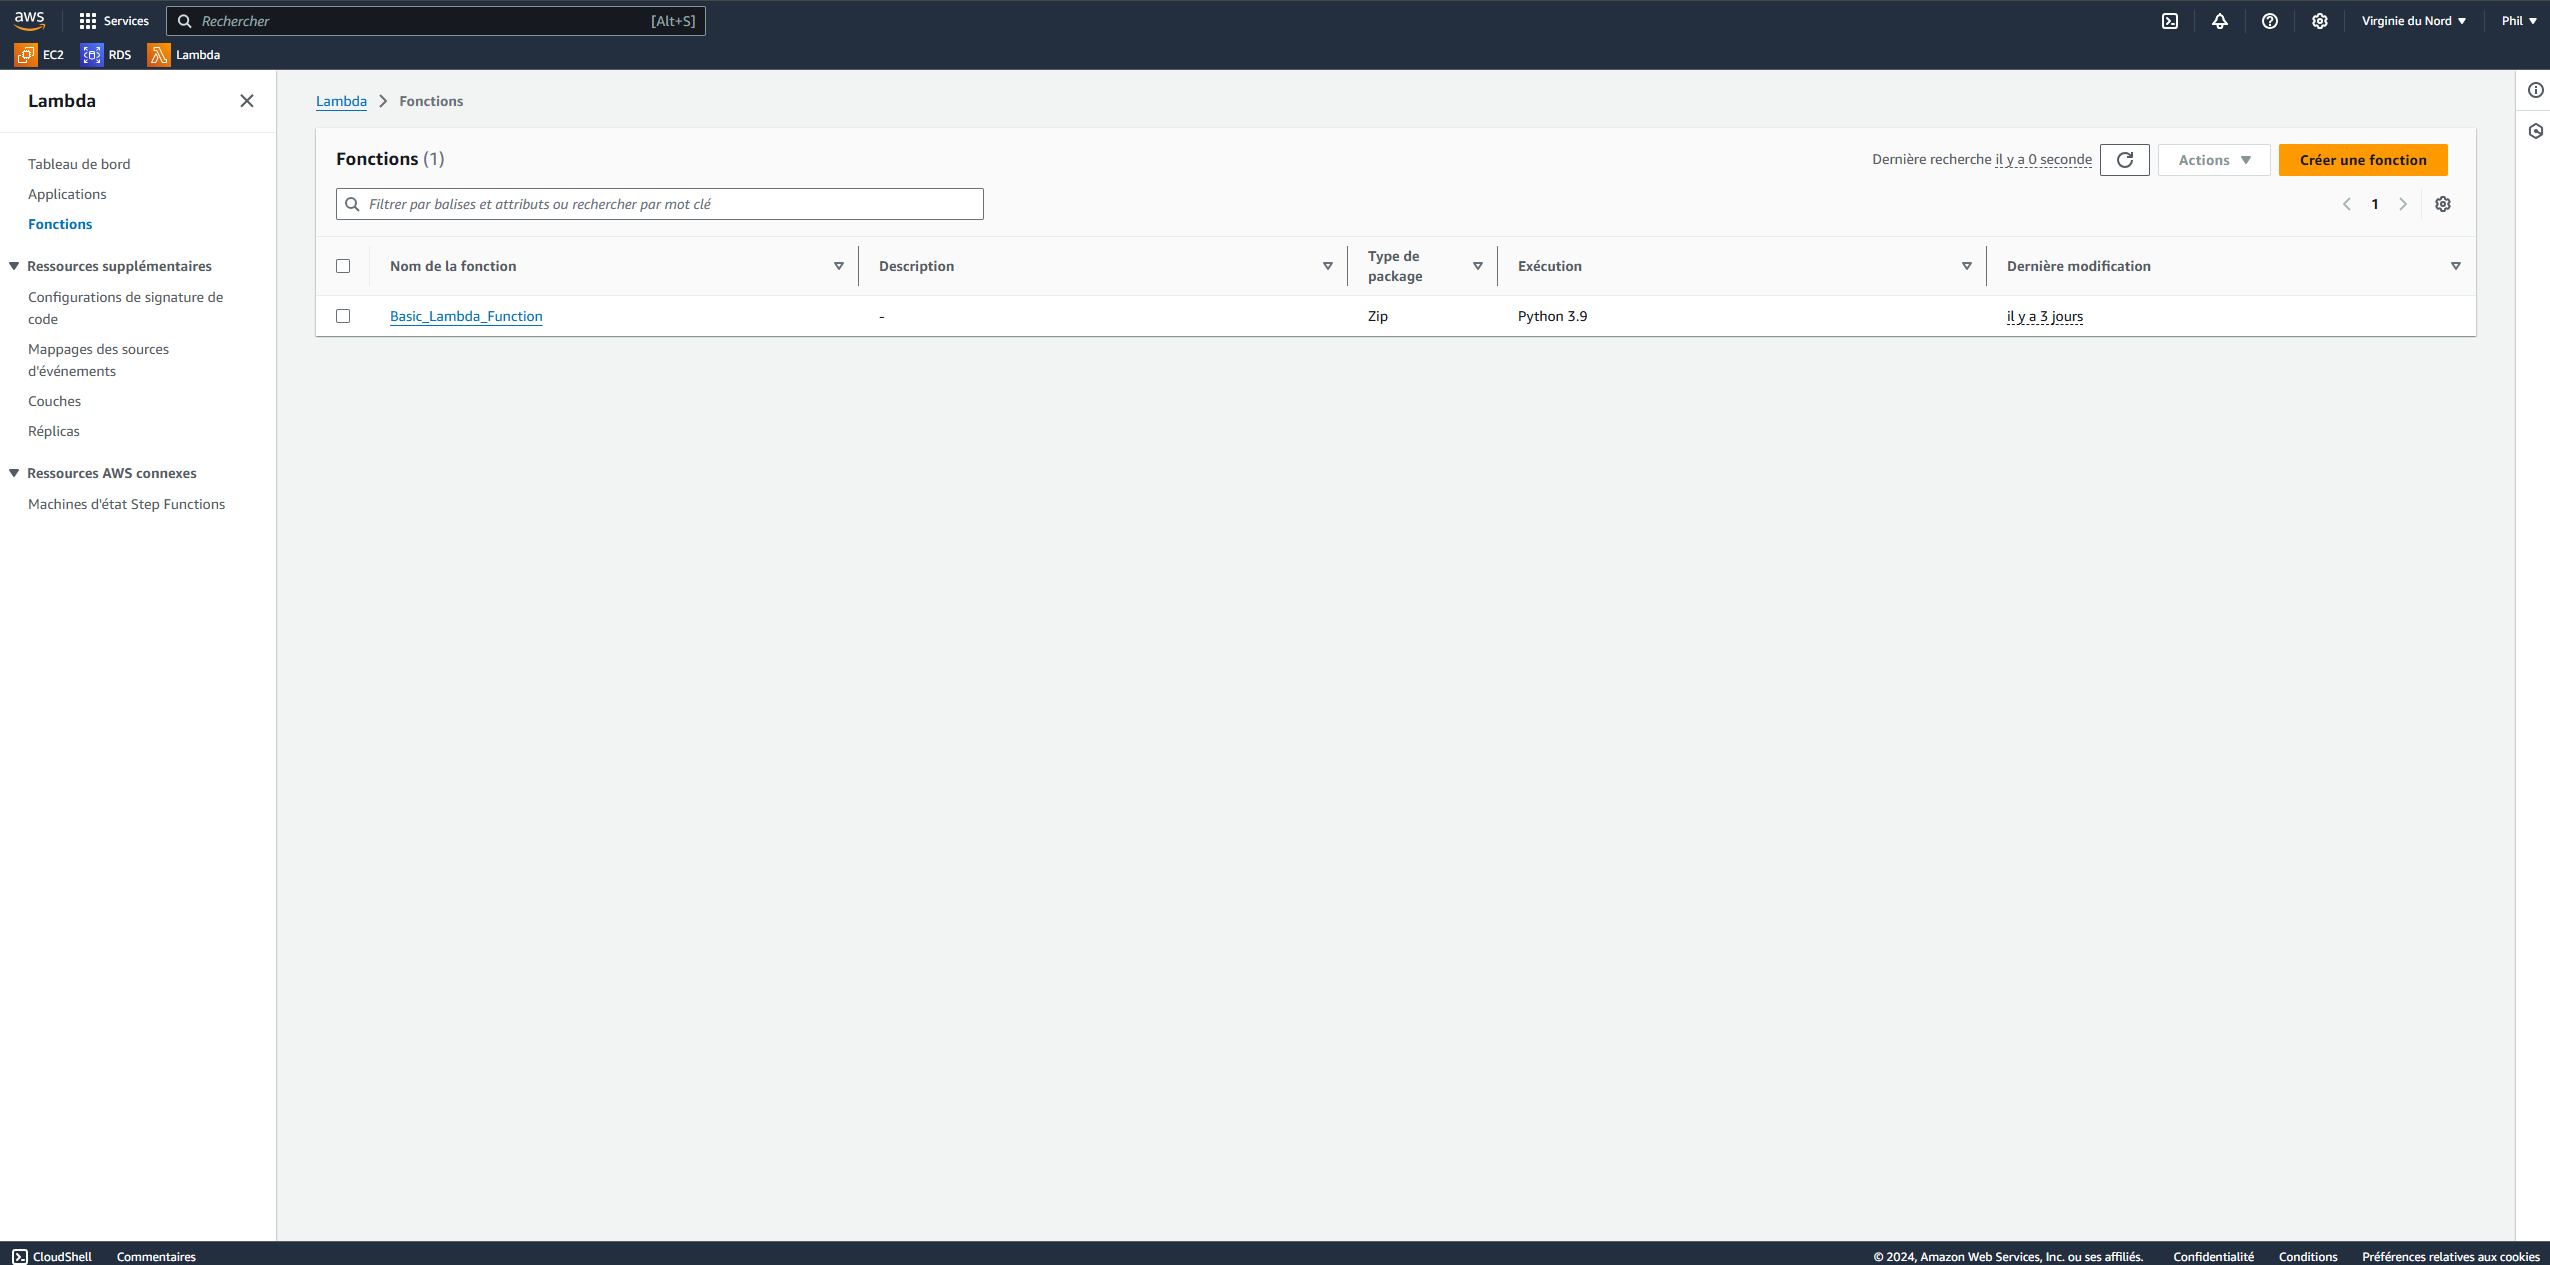 aws
Services
Rechercher
[Alt+S]
Virginie du Nord
Phil
EC2
RDS
Lambda
Lambda
Tableau de bord
Applications
Fonctions
Ressources supplémentaires
Configurations de signature de
code
Mappages des sources
d'événements
Couches
Réplicas
Ressources AWS connexes
Machines d'état Step Functions
Lambda
Fonctions
Fonctions (1)
Dernière recherche il y a 0 seconde
Actions
Créer une fonction
Filtrer par balises et attributs ou rechercher par mot clé
1
Nom de la fonction
Description
Type de
package
Exécution
Dernière modification
Basic_Lambda_Function
-
Zip
Python 3.9
il y a 3 jours
CloudShell
Commentaires
© 2024, Amazon Web Services, Inc. ou ses affiliés.
Confidentialité
Conditions
Préférences relatives aux cookies